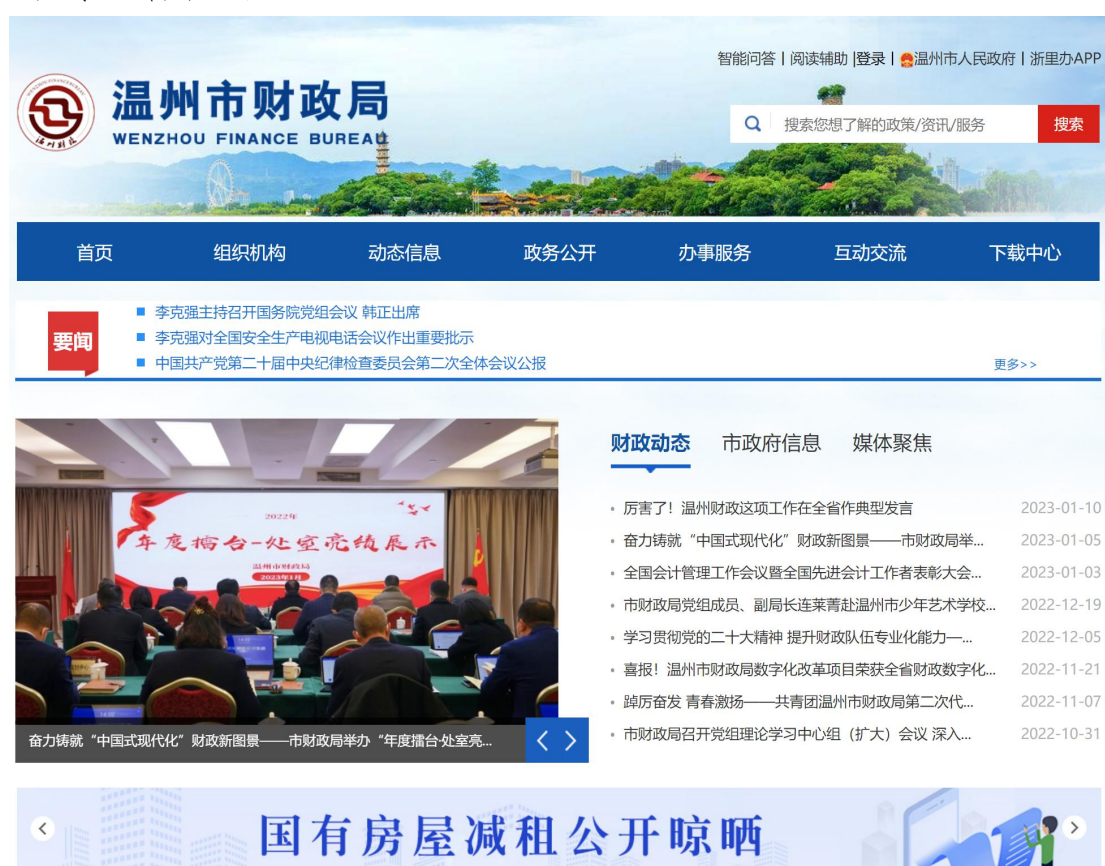 智能问答 | 阅读辅助 |登录 | 温州市人民政府 | 浙里办APP
温州市财政局
WENZHOU FINANCE BUREAU
搜索您想了解的政策/资讯/服务 搜索
首页 组织机构 动态信息 政务公开 办事服务 互动交流 下载中心
要闻
李克强主持召开国务院党组会议 韩正出席
李克强对全国安全生产电视电话会议作出重要批示
中国共产党第二十届中央纪律检查委员会第二次全体会议公报
更多>>
2022年
年度擂台-处室亮绩展示
温州市财政局
2023年1月
奋力铸就“中国式现代化”财政新图景——市财政局举办“年度擂台·处室亮...
财政动态 市政府信息 媒体聚焦
厉害了！温州财政这项工作在全省作典型发言 2023-01-10
奋力铸就“中国式现代化”财政新图景——市财政局举... 2023-01-05
全国会计管理工作会议暨全国先进会计工作者表彰大会... 2023-01-03
市财政局党组成员、副局长连莱菁赴温州市少年艺术学校... 2022-12-19
学习贯彻党的二十大精神 提升财政队伍专业化能力—... 2022-12-05
喜报！温州市财政局数字化改革项目荣获全省财政数字化... 2022-11-21
踔厉奋发 青春激扬——共青团温州市财政局第二次代... 2022-11-07
市财政局召开党组理论学习中心组（扩大）会议 深入... 2022-10-31
国有房屋减租公开晾晒